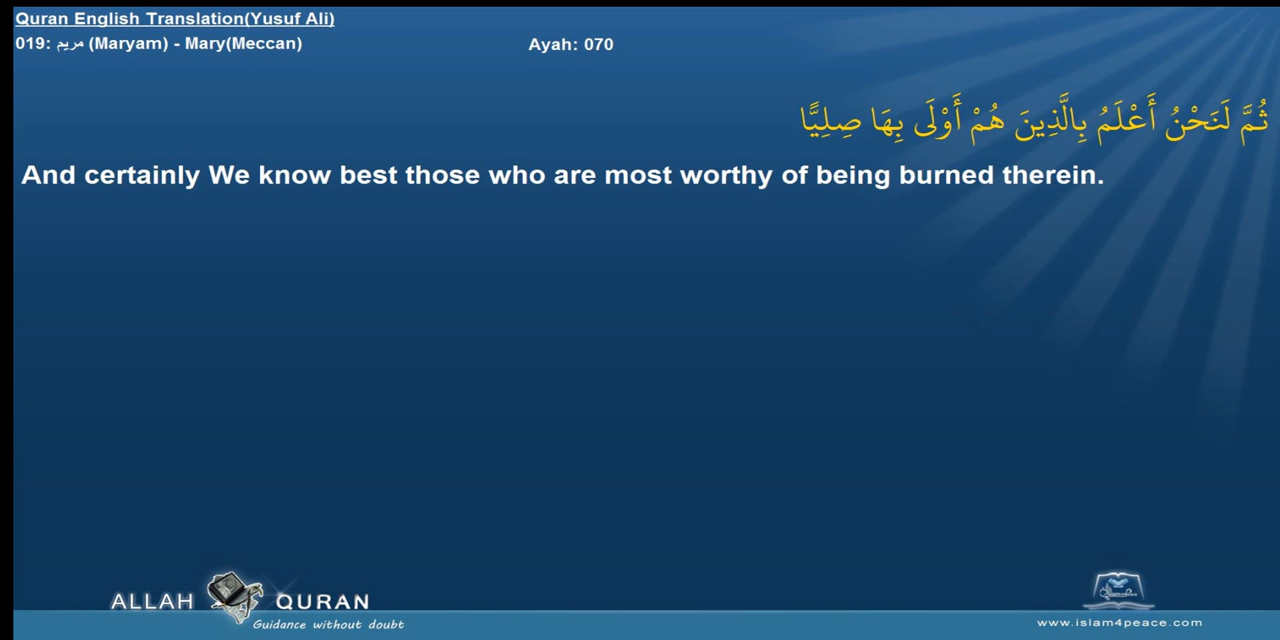 Quran English Translation(Yusuf Ali)
019: مريم (Maryam) - Mary(Meccan) Ayah: 070
ثُمَّ لَنَحْنُ أَعْلَمُ بِالَّذِينَ هُمْ أَوْلَى بِهَا صِلِيًّا
And certainly We know best those who are most worthy of being burned therein.
ALLAH QURAN
Guidance without doubt
www.islam4peace.com